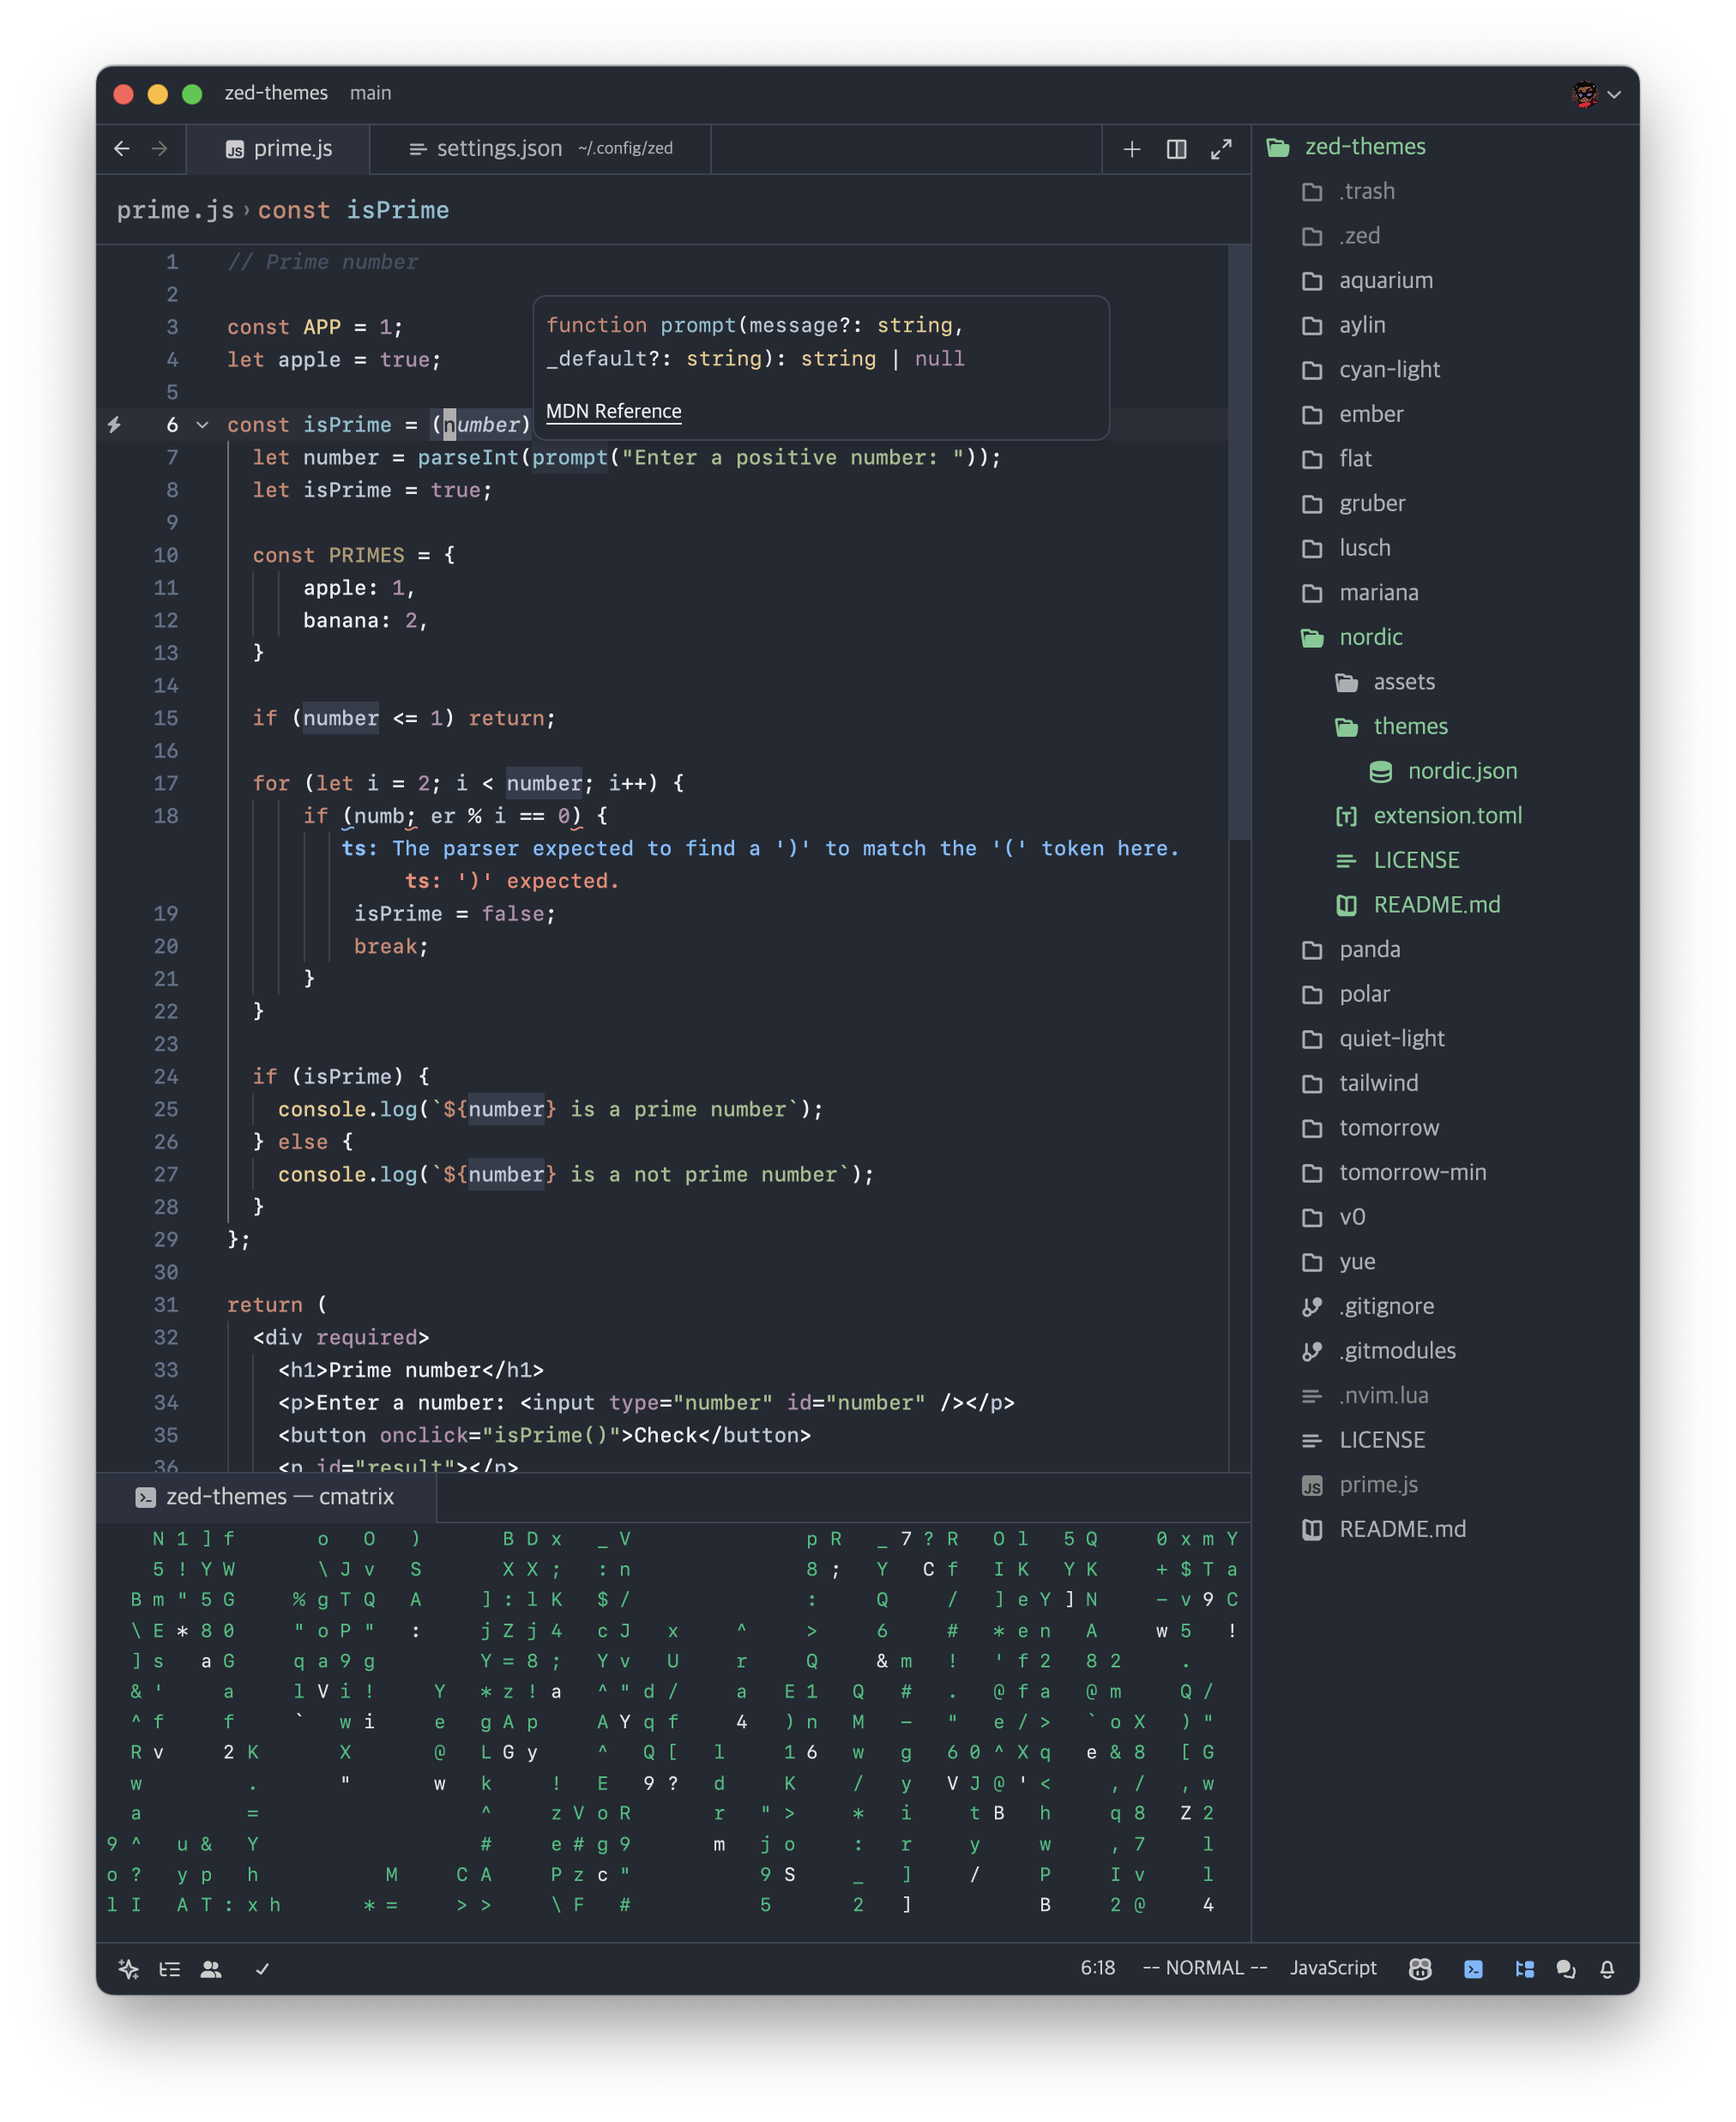 zed-themes main
prime.js
settings.json ~/.config/zed
prime.js › const isPrime
1 // Prime number
2
3 const APP = 1;
4 let apple = true;
5
6 const isPrime = (number)
function prompt(message?: string,
_default?: string): string | null
MDN Reference
7 let number = parseInt(prompt("Enter a positive number: "));
8 let isPrime = true;
9
10 const PRIMES = {
11 apple: 1,
12 banana: 2,
13 }
14
15 if (number <= 1) return;
16
17 for (let i = 2; i < number; i++) {
18 if (numb; er % i == 0) {
ts: The parser expected to find a ')' to match the '(' token here.
ts: ')' expected.
19 isPrime = false;
20 break;
21 }
22 }
23
24 if (isPrime) {
25 console.log(`${number} is a prime number`);
26 } else {
27 console.log(`${number} is a not prime number`);
28 }
29 };
30
31 return (
32 <div required>
33 <h1>Prime number</h1>
34 <p>Enter a number: <input type="number" id="number" /></p>
35 <button onclick="isPrime()">Check</button>
36 <p id="result"></p>
zed-themes — cmatrix
N 1 ] f o O ) B D x _ V p R _ 7 ? R O l 5 Q 0 x m Y
5 ! Y W \ J v S X X ; : n 8 ; Y C f I K Y K + $ T a
B m " 5 G % g T Q A ] : l K $ / : Q / ] e Y ] N - v 9 C
\ E * 8 0 " o P " : j Z j 4 c J x ^ > 6 # * e n A w 5 !
] s a G q a 9 g Y = 8 ; Y v U r Q & m ! ' f 2 8 2 .
& ' a l V i ! Y * z ! a ^ " d / a E 1 Q # . @ f a @ m Q /
^ f f ` w i e g A p A Y q f 4 ) n M - " e / > ` o X ) "
R v 2 K X @ L G y ^ Q [ l 1 6 w g 6 0 ^ X q e & 8 [ G
w . " w k ! E 9 ? d K / y V J @ ' < , / , w
a = ^ z V o R r " > * i t B h q 8 Z 2
9 ^ u & Y # e # g 9 m j o : r y w , 7 l
o ? y p h M C A P z c " 9 S _ ] / P I v l
l I A T : x h * = > > \ F # 5 2 ] B 2 @ 4
6:18 -- NORMAL -- JavaScript
zed-themes
.trash
.zed
aquarium
aylin
cyan-light
ember
flat
gruber
lusch
mariana
nordic
assets
themes
nordic.json
extension.toml
LICENSE
README.md
panda
polar
quiet-light
tailwind
tomorrow
tomorrow-min
v0
yue
.gitignore
.gitmodules
.nvim.lua
LICENSE
prime.js
README.md